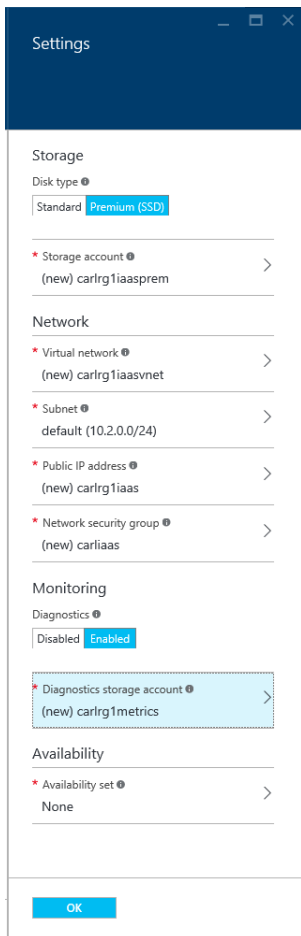 Settings
Storage
Disk type
Standard Premium (SSD)
* Storage account
(new) carlrg1iaasprem
Network
* Virtual network
(new) carlrg1iaasvnet
* Subnet
default (10.2.0.0/24)
* Public IP address
(new) carlrg1iaas
* Network security group
(new) carliaas
Monitoring
Diagnostics
Disabled Enabled
* Diagnostics storage account
(new) carlrg1metrics
Availability
* Availability set
None
OK